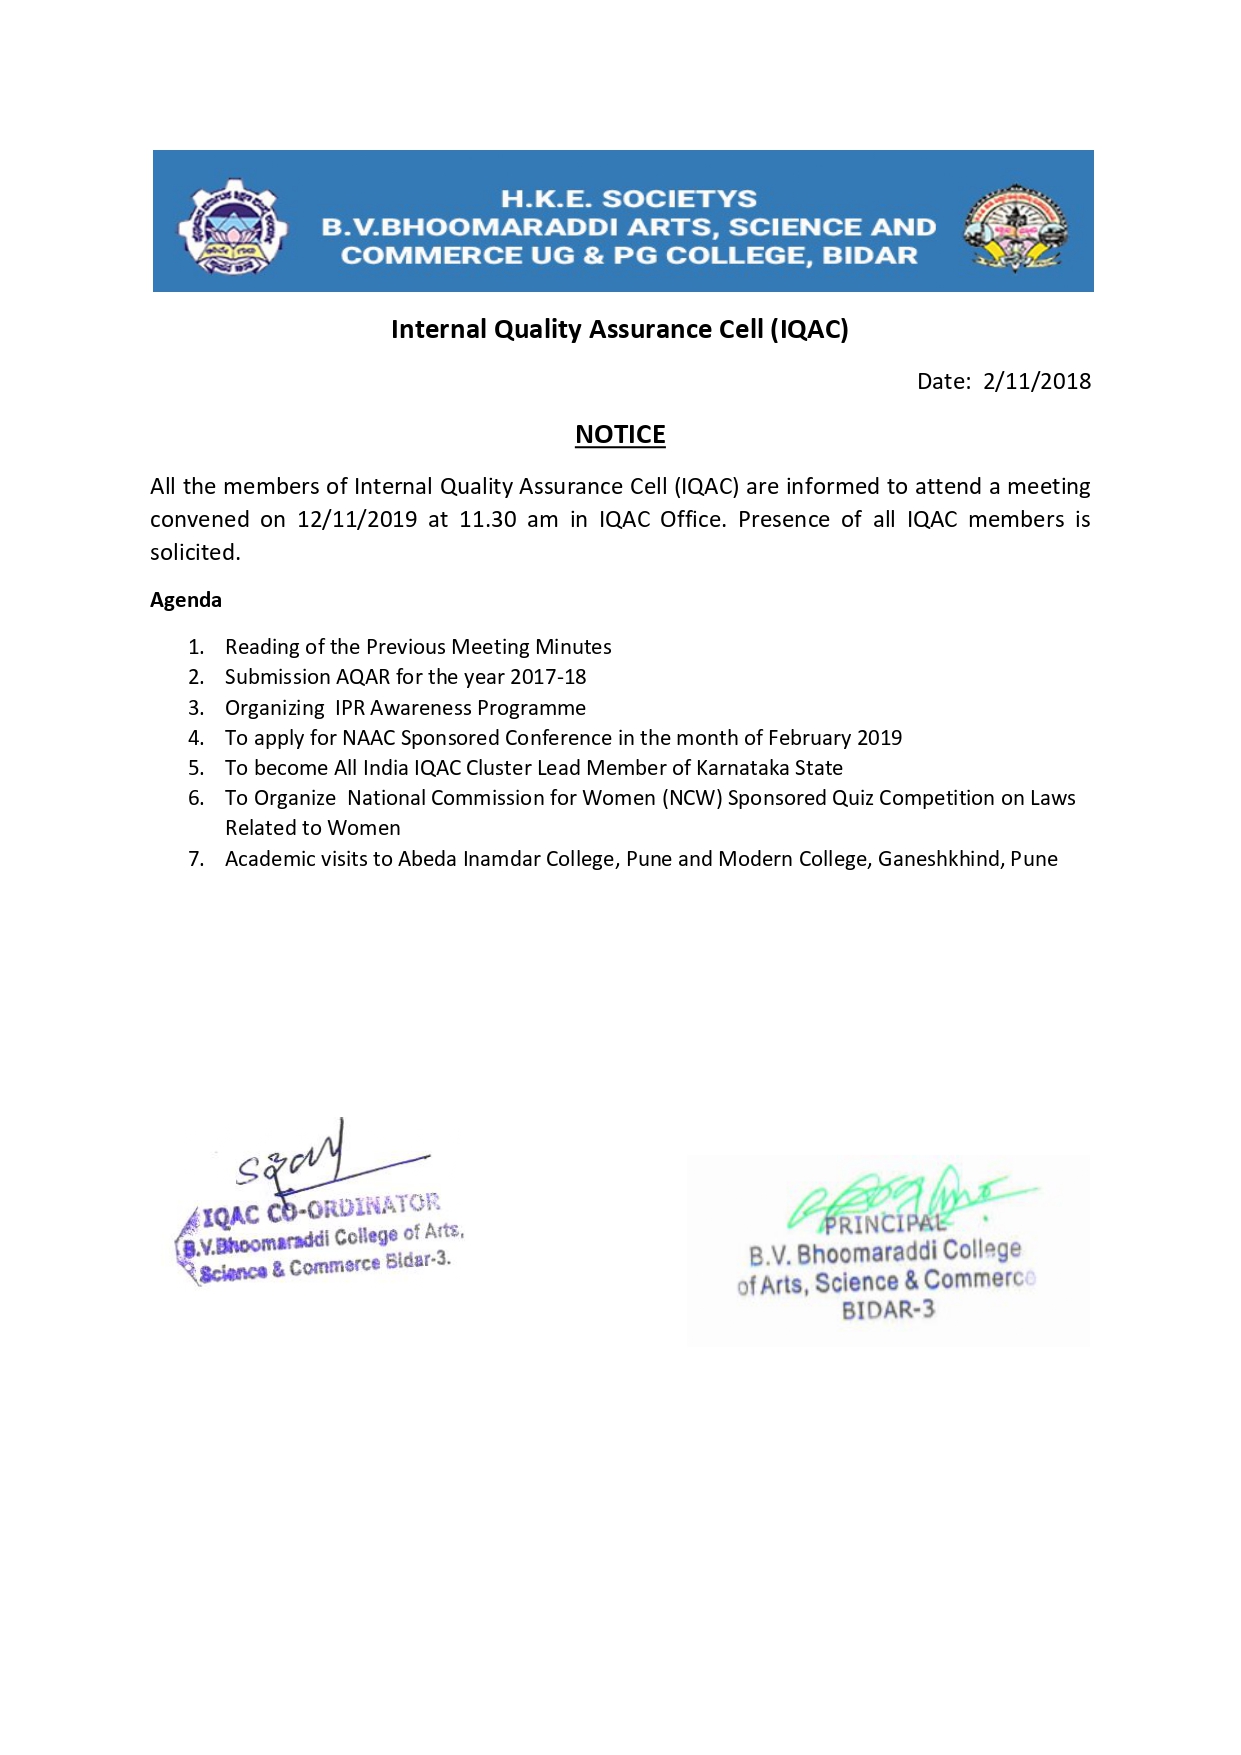 H.K.E. SOCIETYS
B.V.BHOOMARADDI ARTS, SCIENCE AND
COMMERCE UG & PG COLLEGE, BIDAR
Internal Quality Assurance Cell (IQAC)
Date:  2/11/2018
NOTICE
All the members of Internal Quality Assurance Cell (IQAC) are informed to attend a meeting
convened on 12/11/2019 at 11.30 am in IQAC Office. Presence of all IQAC members is
solicited.
Agenda
1. Reading of the Previous Meeting Minutes
2. Submission AQAR for the year 2017-18
3. Organizing  IPR Awareness Programme
4. To apply for NAAC Sponsored Conference in the month of February 2019
5. To become All India IQAC Cluster Lead Member of Karnataka State
6. To Organize  National Commission for Women (NCW) Sponsored Quiz Competition on Laws
Related to Women
7. Academic visits to Abeda Inamdar College, Pune and Modern College, Ganeshkhind, Pune
IQAC CO-ORDINATOR
B.V.Bhoomaraddi College of Arts,
Science & Commerce Bidar-3.
PRINCIPAL
B.V. Bhoomaraddi College
of Arts, Science & Commerce
BIDAR-3